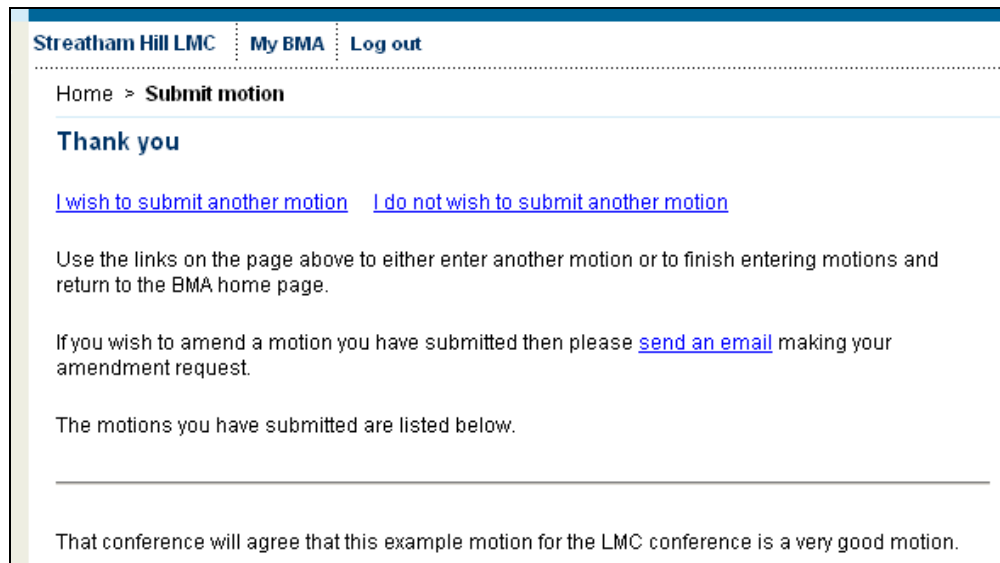 Streatham Hill LMC My BMA Log out
Home > Submit motion
Thank you
I wish to submit another motion I do not wish to submit another motion
Use the links on the page above to either enter another motion or to finish entering motions and
return to the BMA home page.
If you wish to amend a motion you have submitted then please send an email making your
amendment request.
The motions you have submitted are listed below.
That conference will agree that this example motion for the LMC conference is a very good motion.